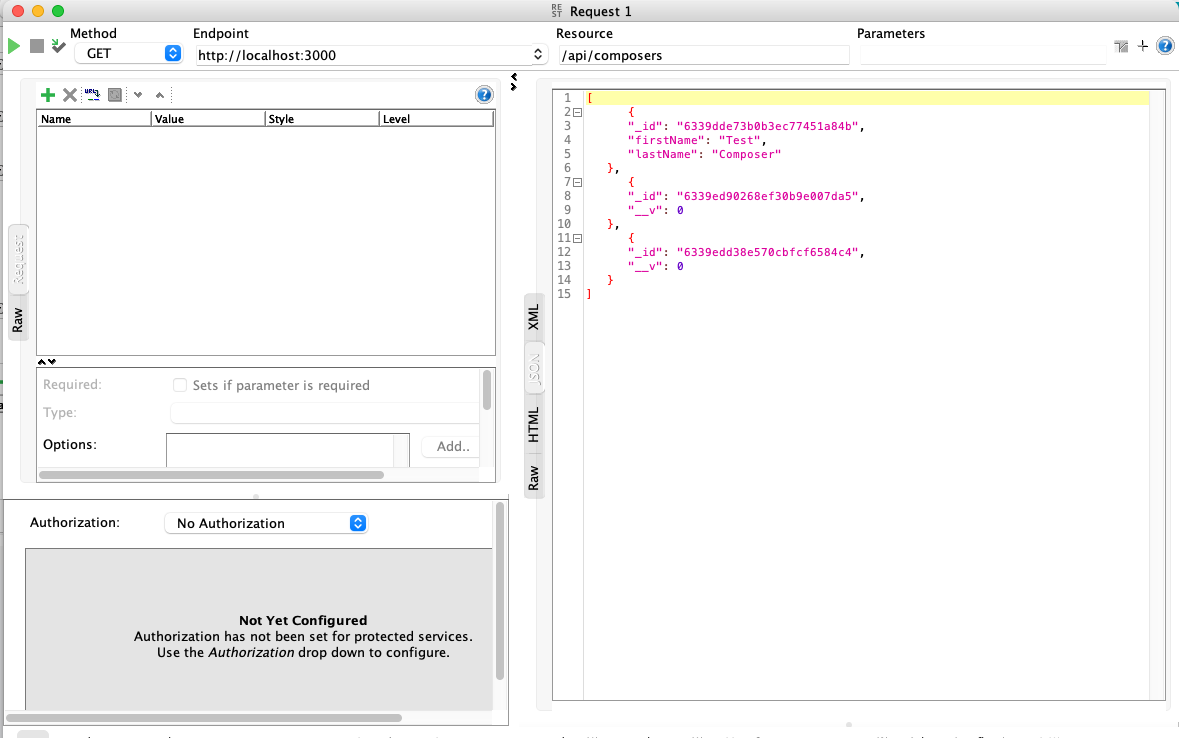 REST Request 1
Method Endpoint Resource Parameters
GET http://localhost:3000 /api/composers
Name Value Style Level
Request
Raw
Required: Sets if parameter is required
Type:
Options: Add..
Authorization: No Authorization
Not Yet Configured
Authorization has not been set for protected services.
Use the Authorization drop down to configure.
XML
JSON
HTML
Raw
1 [
2 {
3 "_id": "6339dde73b0b3ec77451a84b",
4 "firstName": "Test",
5 "lastName": "Composer"
6 },
7 {
8 "_id": "6339ed90268ef30b9e007da5",
9 "__v": 0
10 },
11 {
12 "_id": "6339edd38e570cbfcf6584c4",
13 "__v": 0
14 }
15 ]